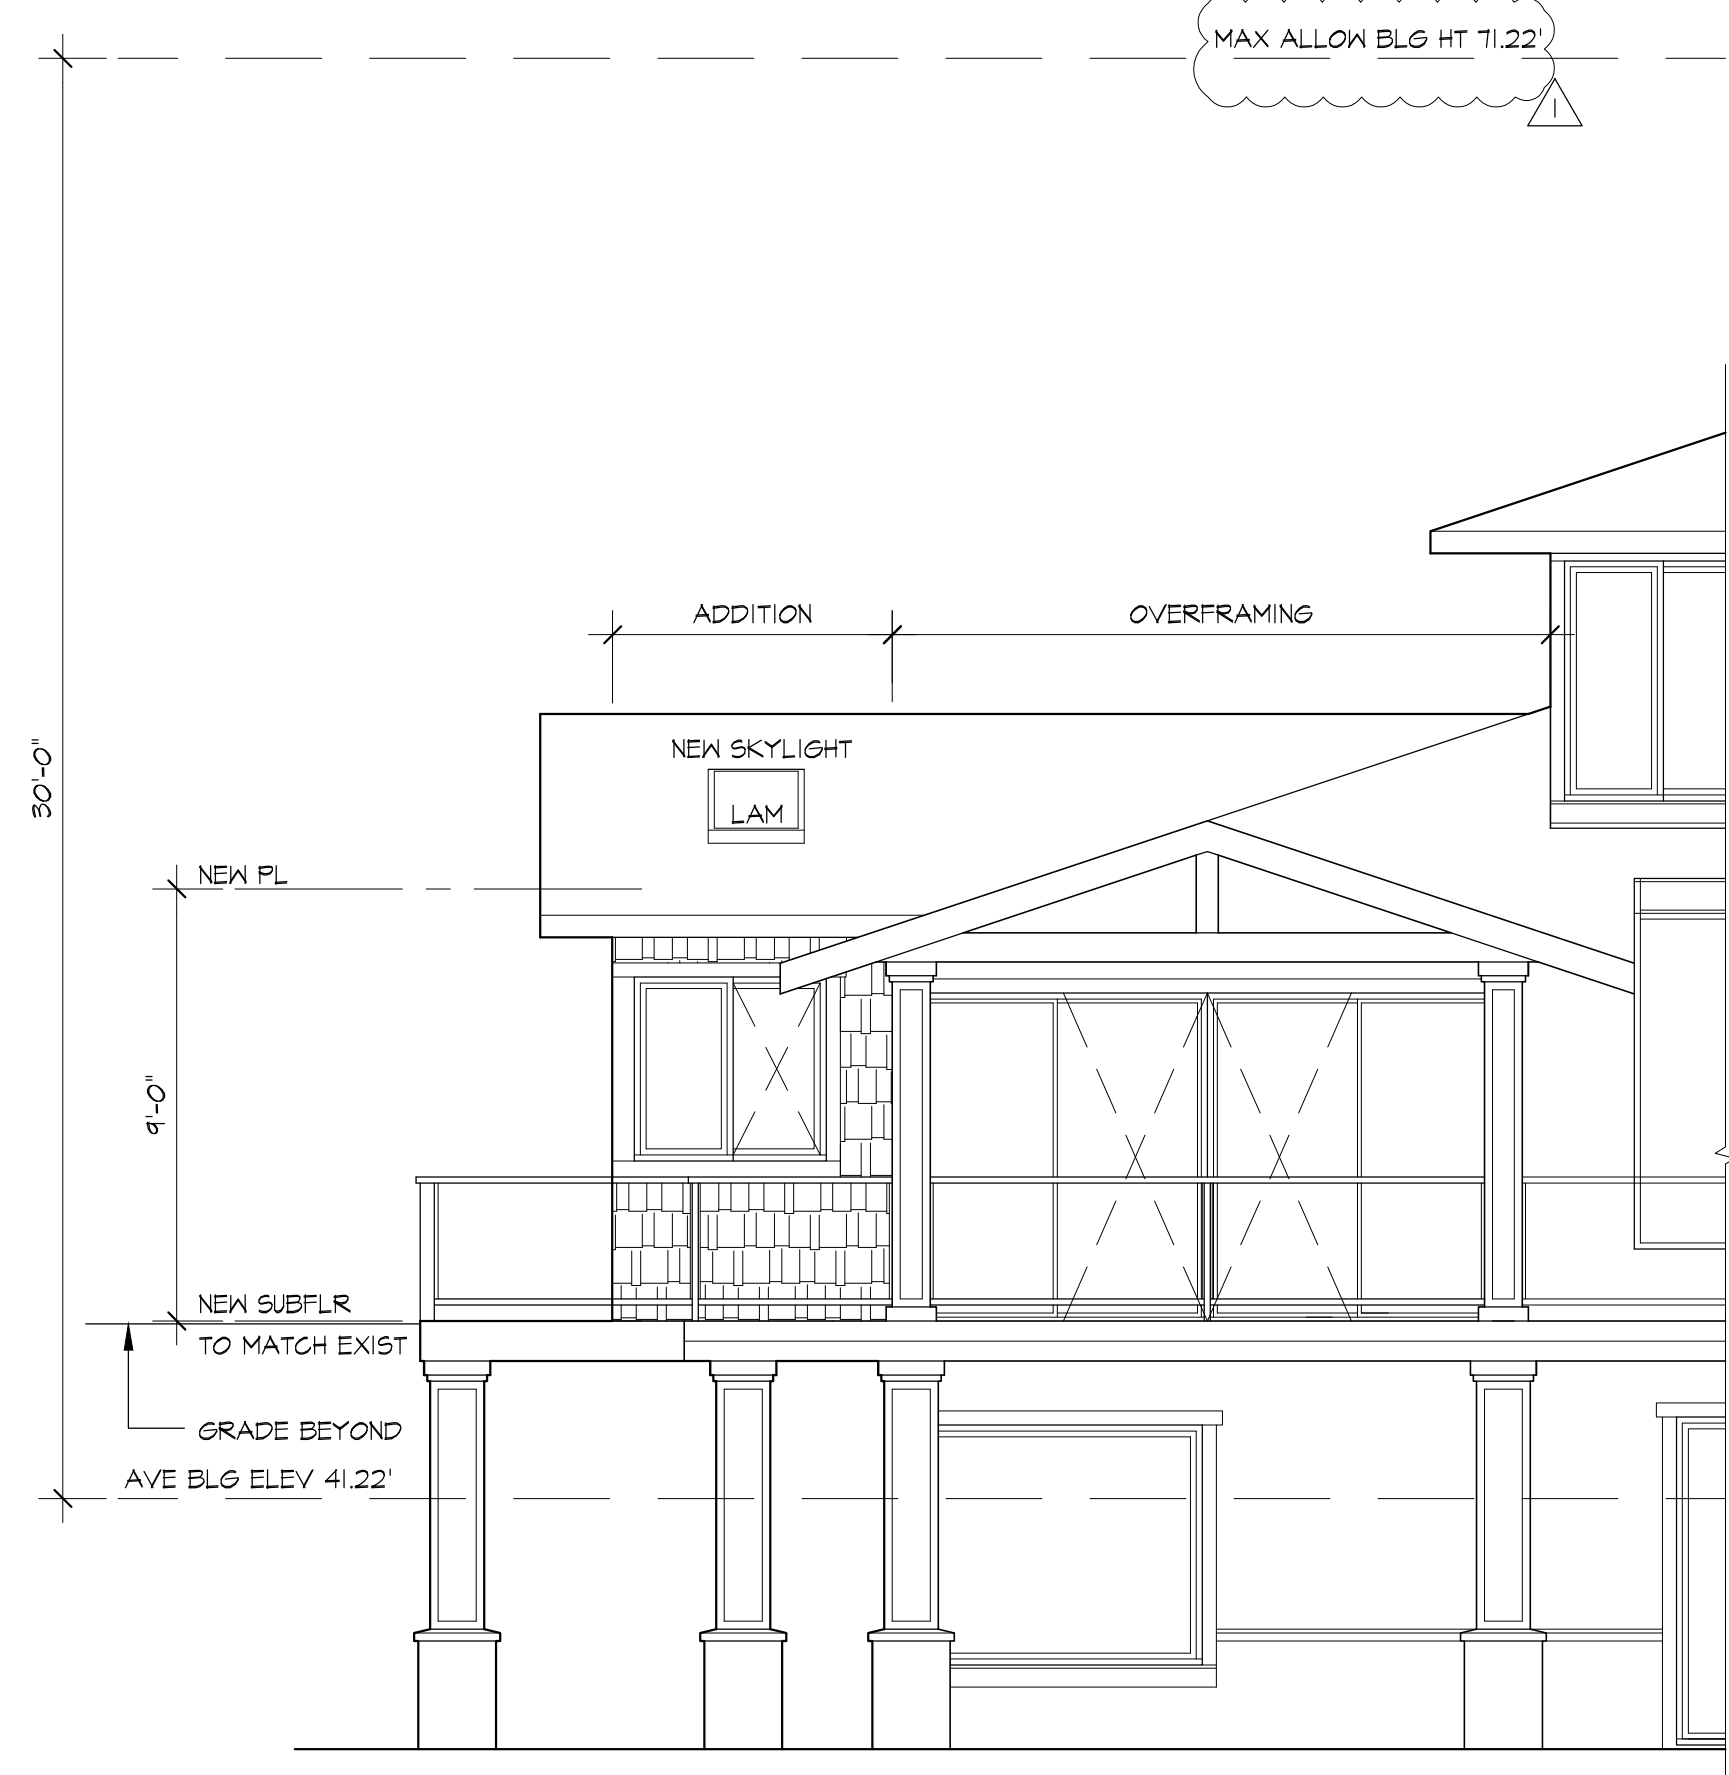 MAX ALLOW BLG HT 71.22'
1
ADDITION
OVERFRAMING
NEW SKYLIGHT
LAM
30'-0"
NEW PL
9'-0"
NEW SUBFLR
TO MATCH EXIST
GRADE BEYOND
AVE BLG ELEV 41.22'